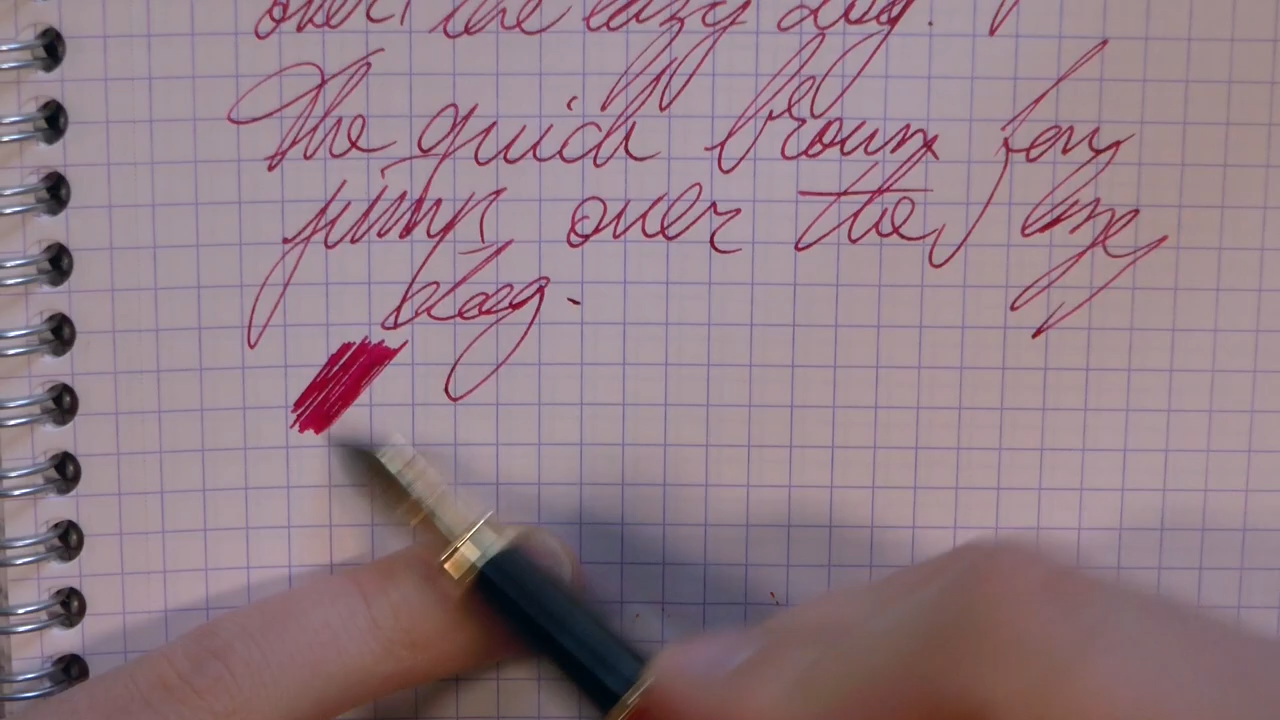 over the lazy dog.
The quick brown fox
jumps over the lazy
dog.